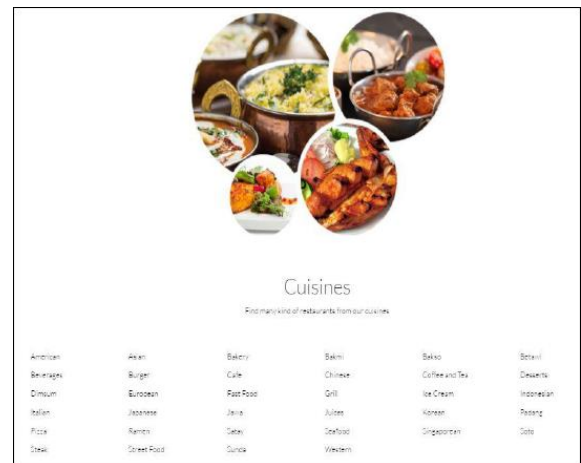 Cuisines
Find many kind of restaurants from our cuisines
American Asian Bakery Bakmi Bakso Betawi
Beverages Burger Cafe Chinese Coffee and Tea Desserts
Dimsum European Fast Food Grill Ice Cream Indonesian
Italian Japanese Jawa Juices Korean Padang
Pizza Ramen Satay Seafood Singaporean Soto
Steak Street Food Sunda Western